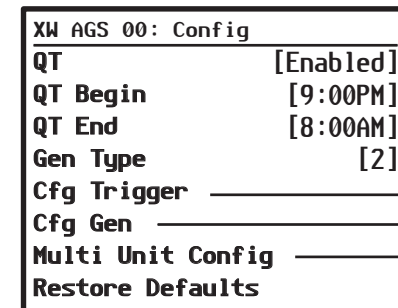 XW AGS 00: Config
QT [Enabled]
QT Begin [9:00PM]
QT End [8:00AM]
Gen Type [2]
Cfg Trigger
Cfg Gen
Multi Unit Config
Restore Defaults